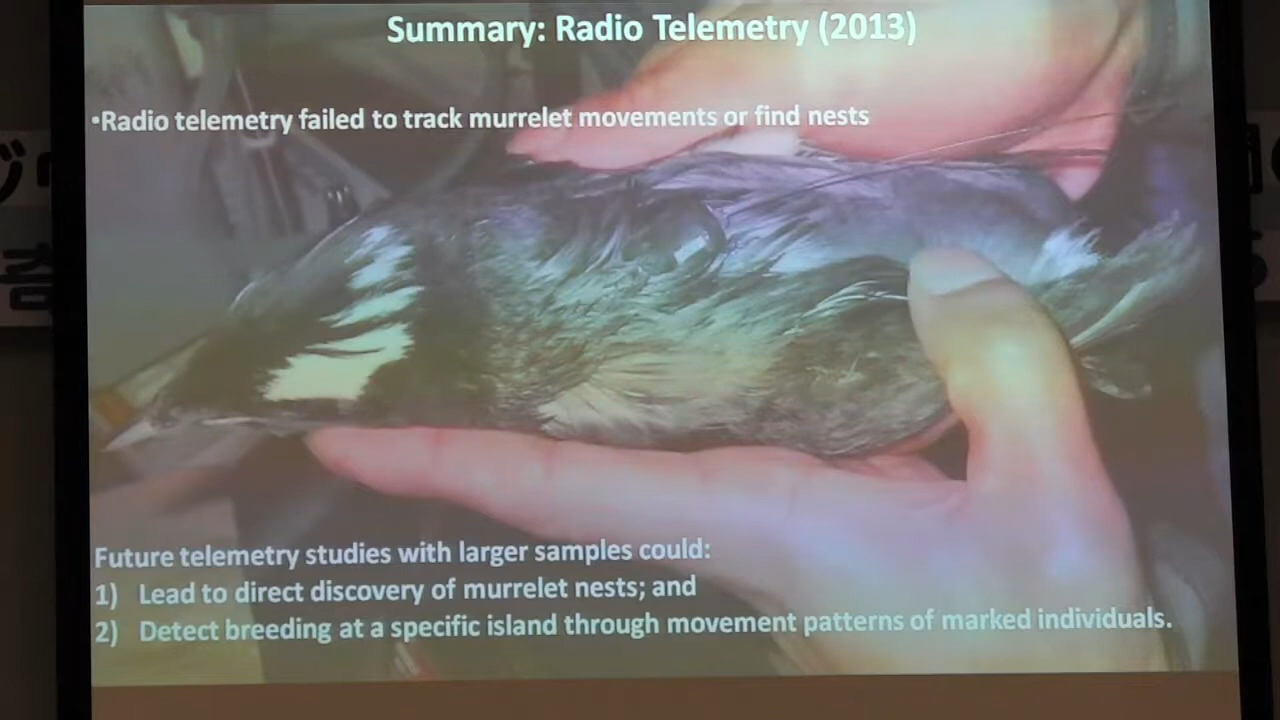 Summary: Radio Telemetry (2013)
•Radio telemetry failed to track murrelet movements or find nests
Future telemetry studies with larger samples could:
1) Lead to direct discovery of murrelet nests; and
2) Detect breeding at a specific island through movement patterns of marked individuals.